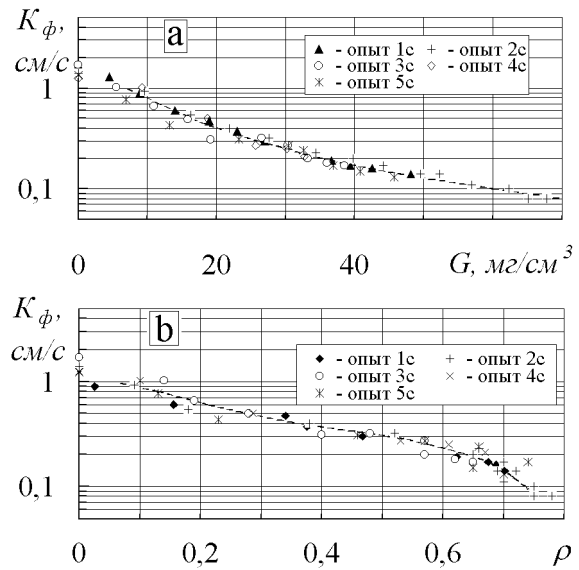 K ф,
см/с
а
- опыт 1с
- опыт 2с
- опыт 3с
- опыт 4с
- опыт 5с
1
0,1
0
20
40
G, мг/см³
K ф,
см/с
b
- опыт 1с
- опыт 2с
- опыт 3с
- опыт 4с
- опыт 5с
1
0,1
0
0,2
0,4
0,6
ρ